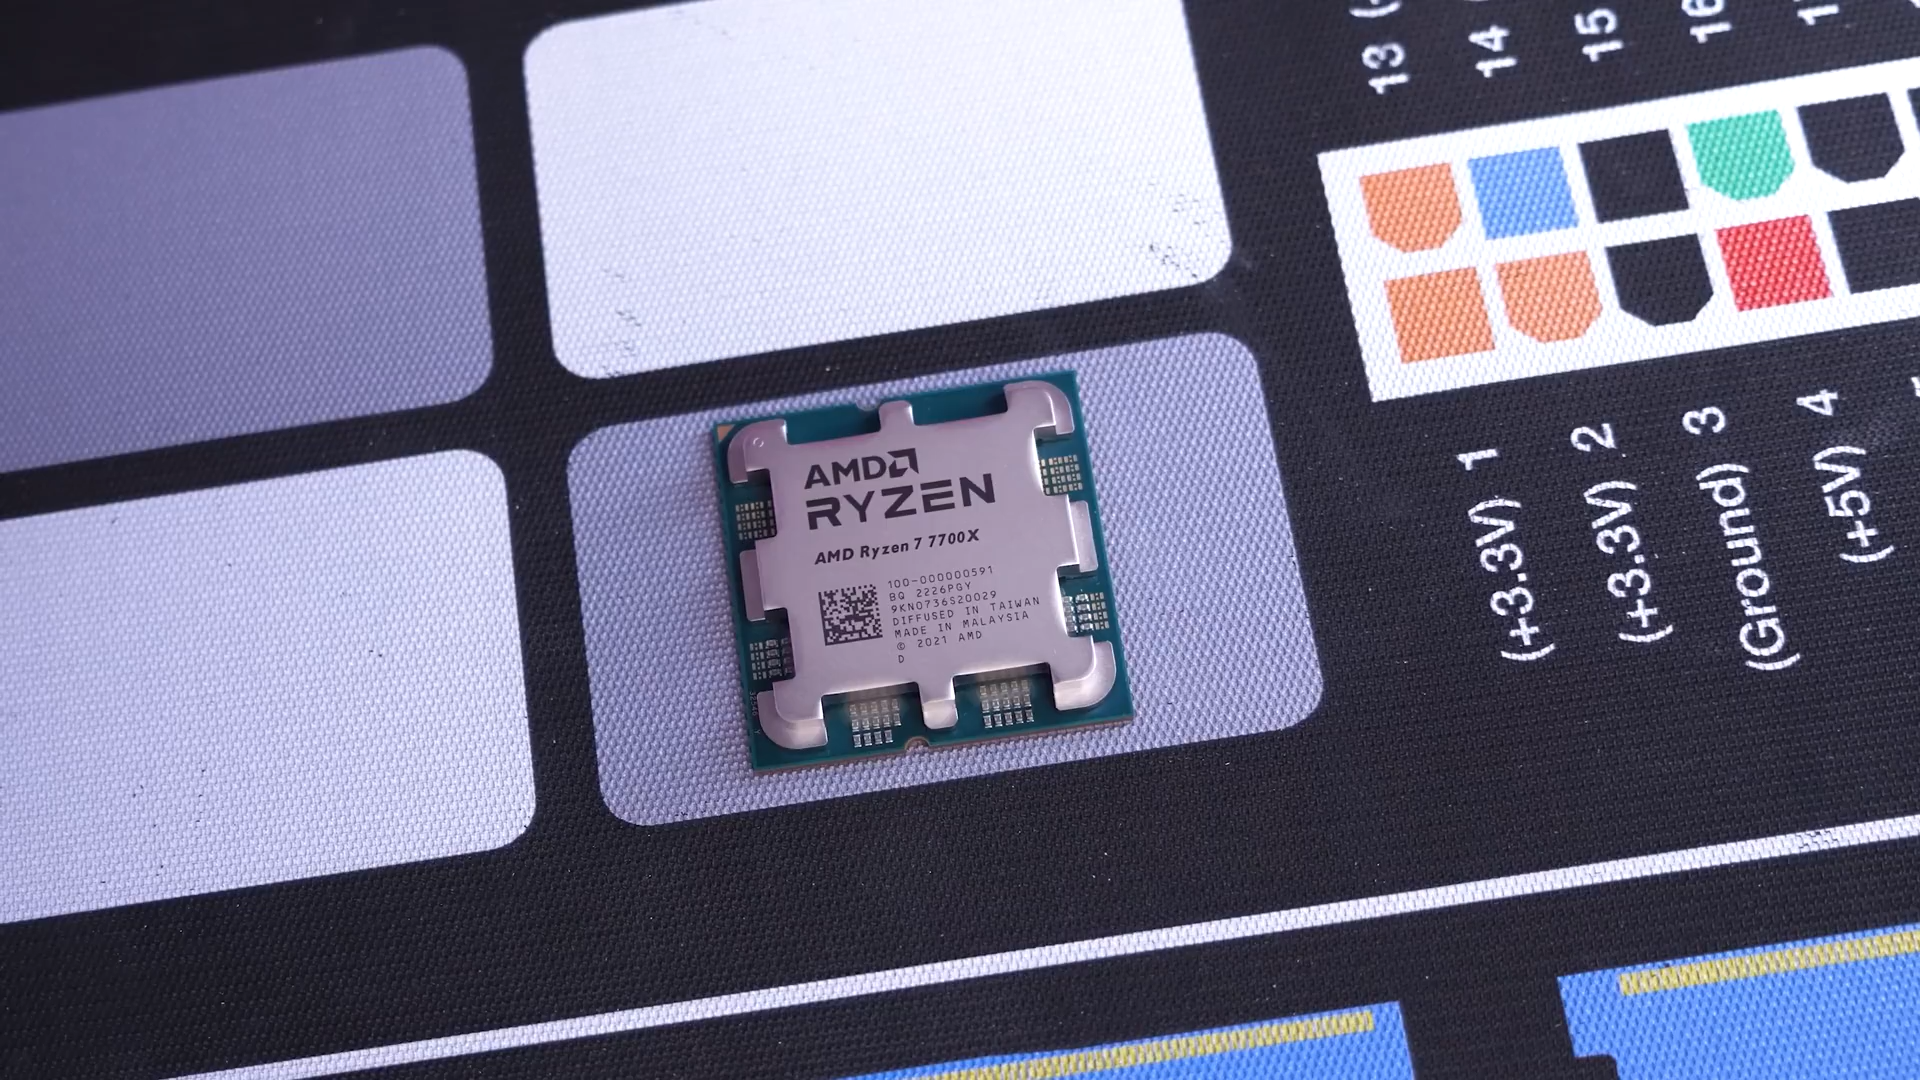 AMD
RYZEN
AMD Ryzen 7 7700X
100-000000591
BQ 2226PGY
9KN0736S20029
DIFFUSED IN TAIWAN
MADE IN MALAYSIA
© 2021 AMD
D
13 (-
14
15
16
(+3.3V) 1
(+3.3V) 2
(Ground) 3
(+5V) 4